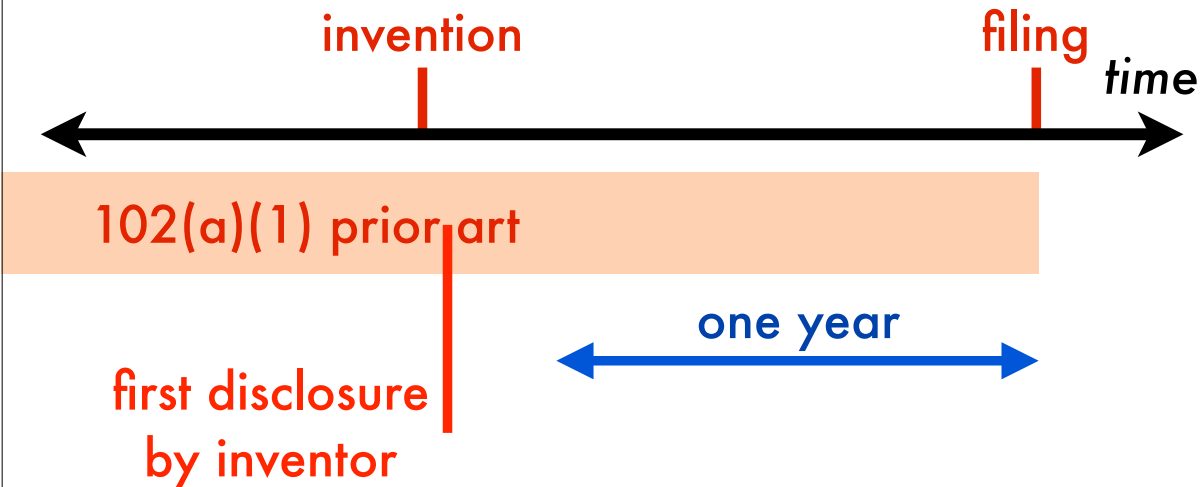 invention
filing
time
102(a)(1) prior art
one year
first disclosure
by inventor